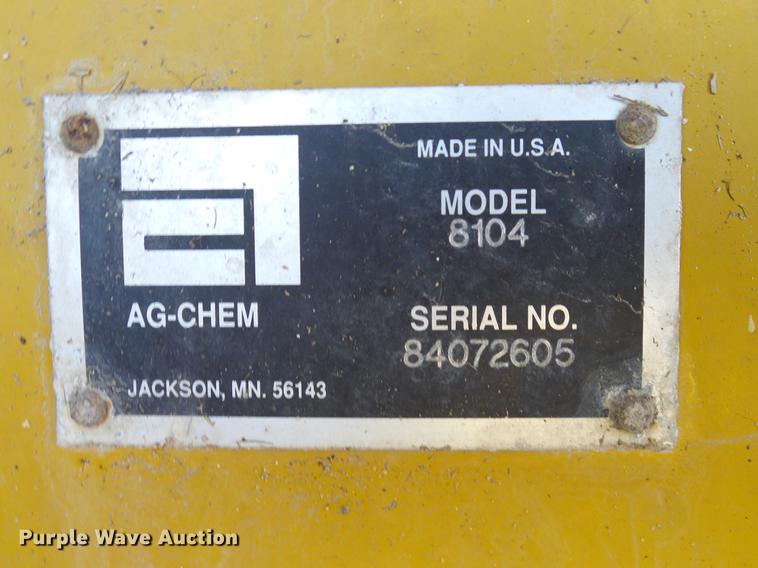 MADE IN U.S.A.
MODEL
8104
AG-CHEM
SERIAL NO.
84072605
JACKSON, MN. 56143
Purple Wave Auction